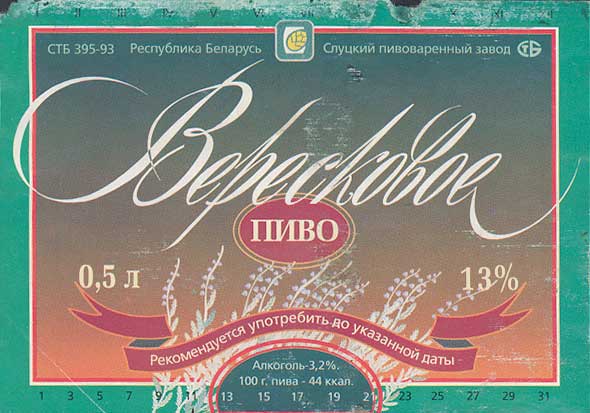 СТБ 395-93 Республика Беларусь Слуцкий пивоваренный завод СТБ
Вересковое
ПИВО
0,5 л 13%
Рекомендуется употребить до указанной даты
Алкоголь-3,2%.
100 г. пива - 44 ккал.
1 3 5 7 9 11 13 15 17 19 21 23 25 27 29 31